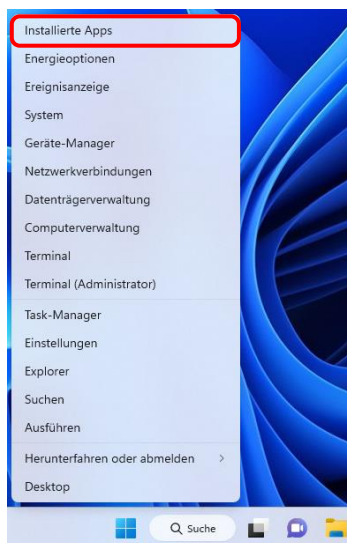 Installierte Apps
Energieoptionen
Ereignisanzeige
System
Geräte-Manager
Netzwerkverbindungen
Datenträgerverwaltung
Computerverwaltung
Terminal
Terminal (Administrator)
Task-Manager
Einstellungen
Explorer
Suchen
Ausführen
Herunterfahren oder abmelden
Desktop
Suche